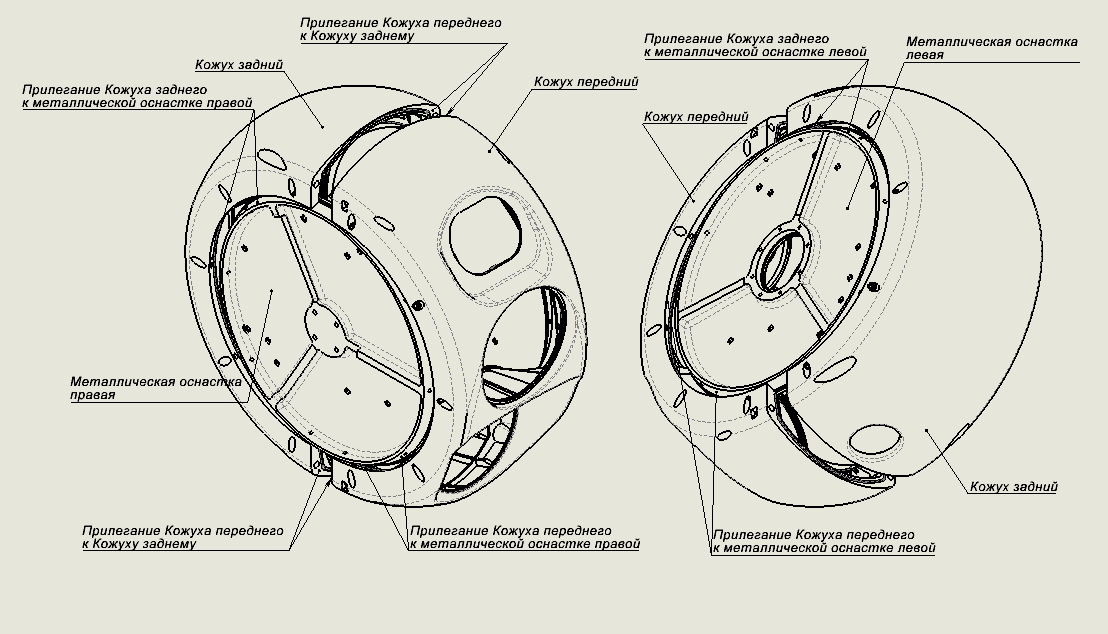 Прилегание Кожуха переднего
к Кожуху заднему
Кожух задний
Прилегание Кожуха заднего
к металлической оснастке правой
Кожух передний
Прилегание Кожуха заднего
к металлической оснастке левой
Металлическая оснастка
левая
Кожух передний
Металлическая оснастка
правая
Кожух задний
Прилегание Кожуха переднего
к Кожуху заднему
Прилегание Кожуха переднего
к металлической оснастке правой
Прилегание Кожуха переднего
к металлической оснастке левой